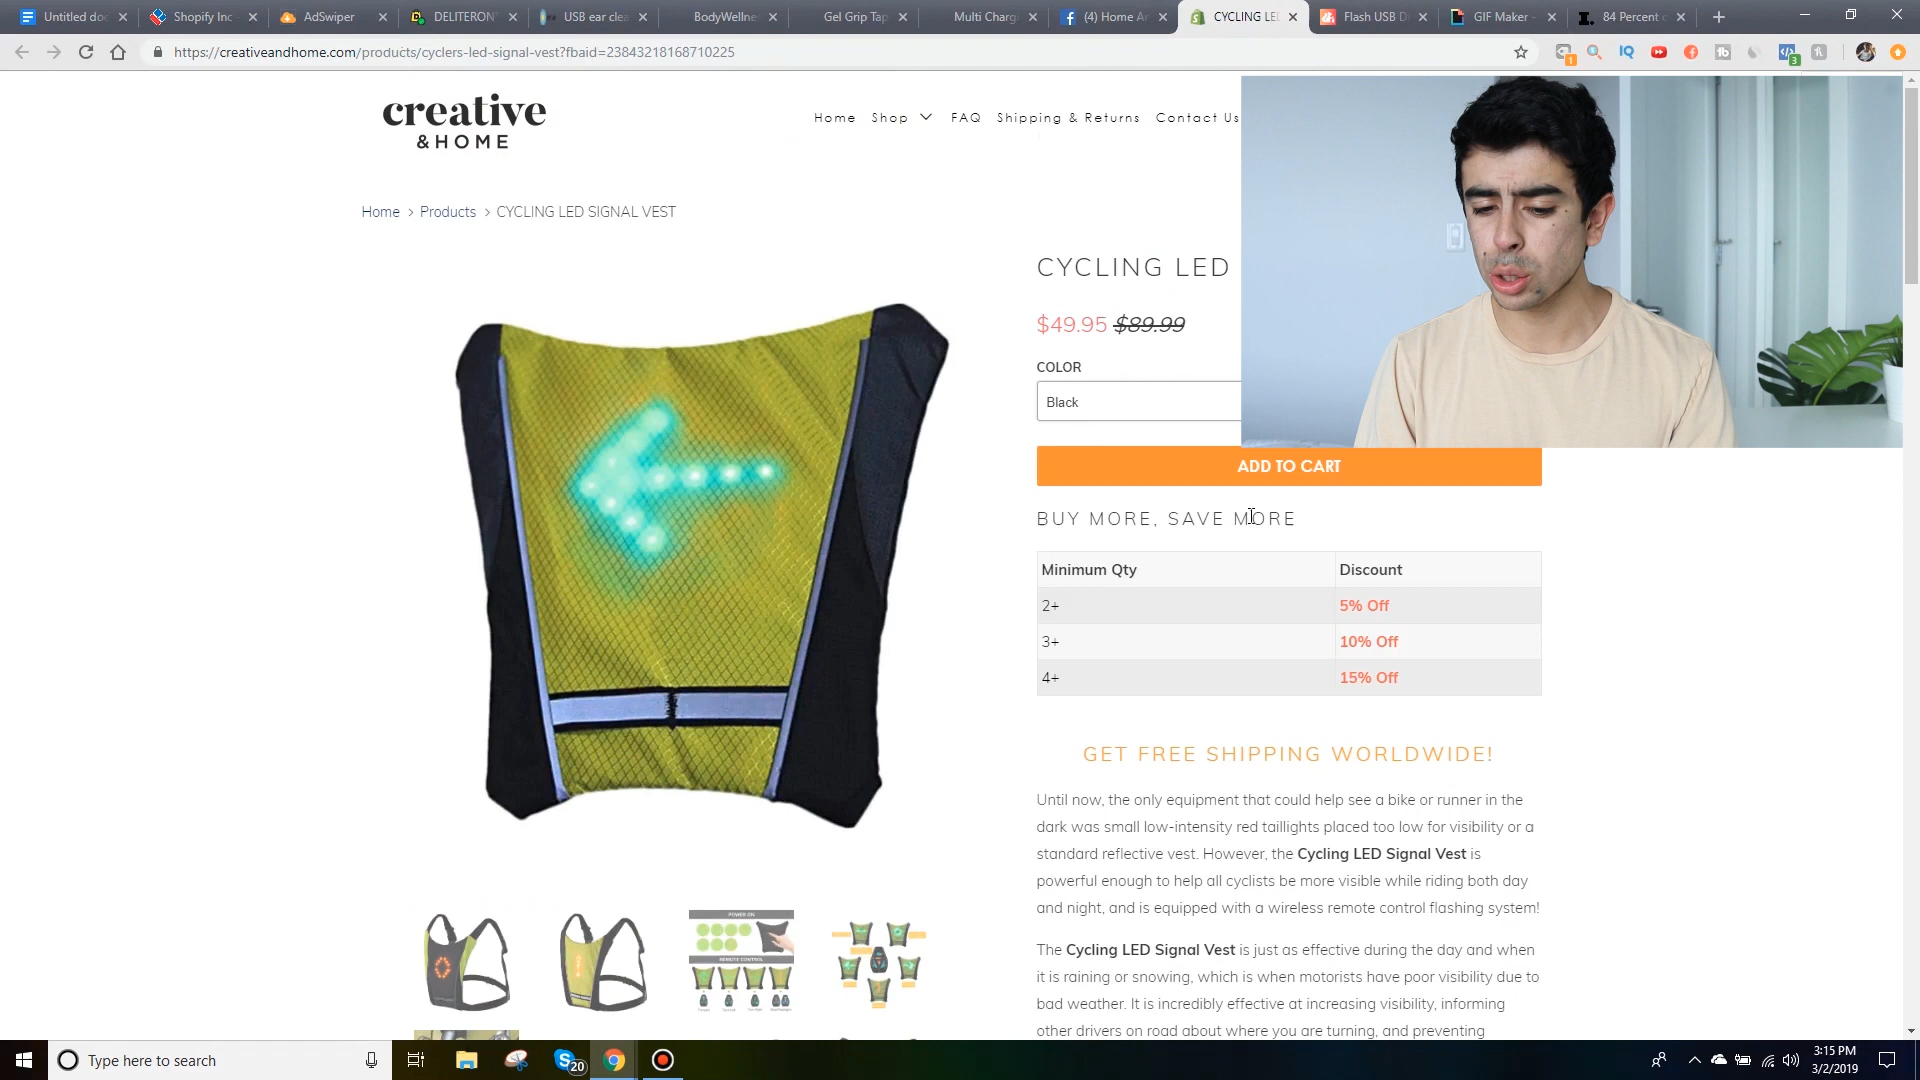 Untitled doc
Shopify Inc
AdSwiper
DELITERON
USB ear clea
BodyWellne
Gel Grip Tap
Multi Charg
(4) Home Ar
CYCLING LE
Flash USB D
GIF Maker -
84 Percent o
https://creativeandhome.com/products/cyclers-led-signal-vest?fbaid=23843218168710225
creative
& HOME
Home Shop FAQ Shipping & Returns Contact Us
Home > Products > CYCLING LED SIGNAL VEST
CYCLING LED
$49.95 $89.99
COLOR
Black
ADD TO CART
BUY MORE, SAVE MORE
Minimum Qty Discount
2+ 5% Off
3+ 10% Off
4+ 15% Off
GET FREE SHIPPING WORLDWIDE!
Until now, the only equipment that could help see a bike or runner in the
dark was small low-intensity red taillights placed too low for visibility or a
standard reflective vest. However, the Cycling LED Signal Vest is
powerful enough to help all cyclists be more visible while riding both day
and night, and is equipped with a wireless remote control flashing system!
The Cycling LED Signal Vest is just as effective during the day and when
it is raining or snowing, which is when motorists have poor visibility due to
bad weather. It is incredibly effective at increasing visibility, informing
other drivers on road about where you are turning, and preventing
POWER ON
REMOTE CONTROL
Type here to search
20
3:15 PM
3/2/2019